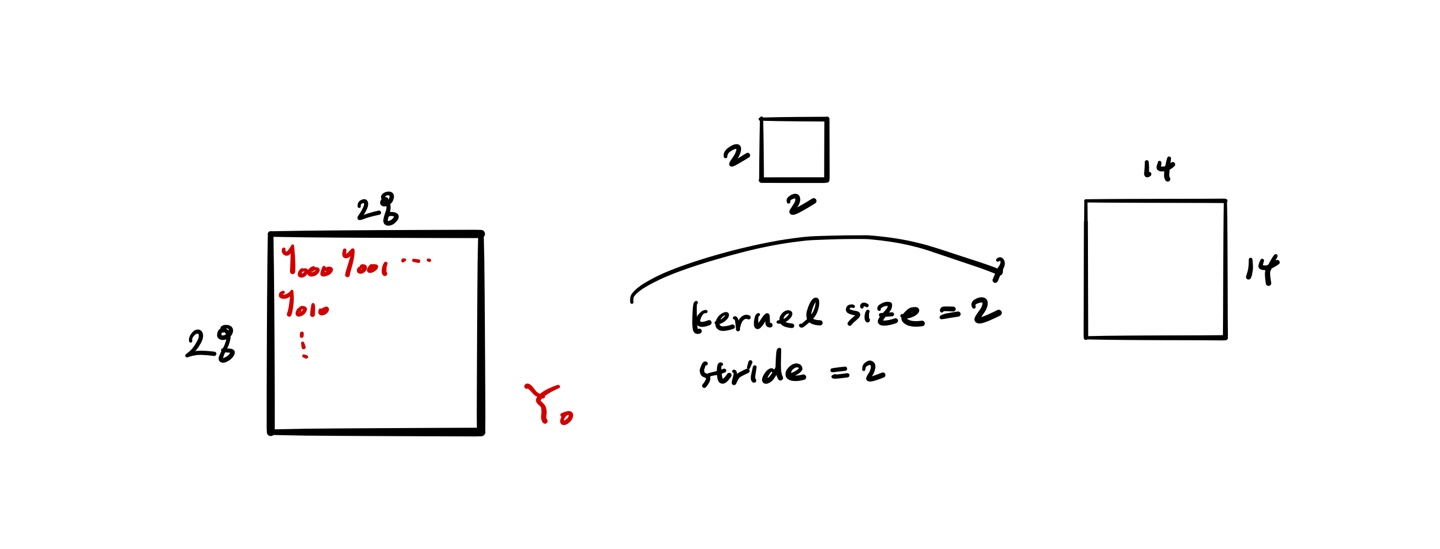 28
28
y₀₀₀ y₀₀₁ ...
y₀₁₀
⋮
Y₀
2
2
kernel size = 2
stride = 2
14
14